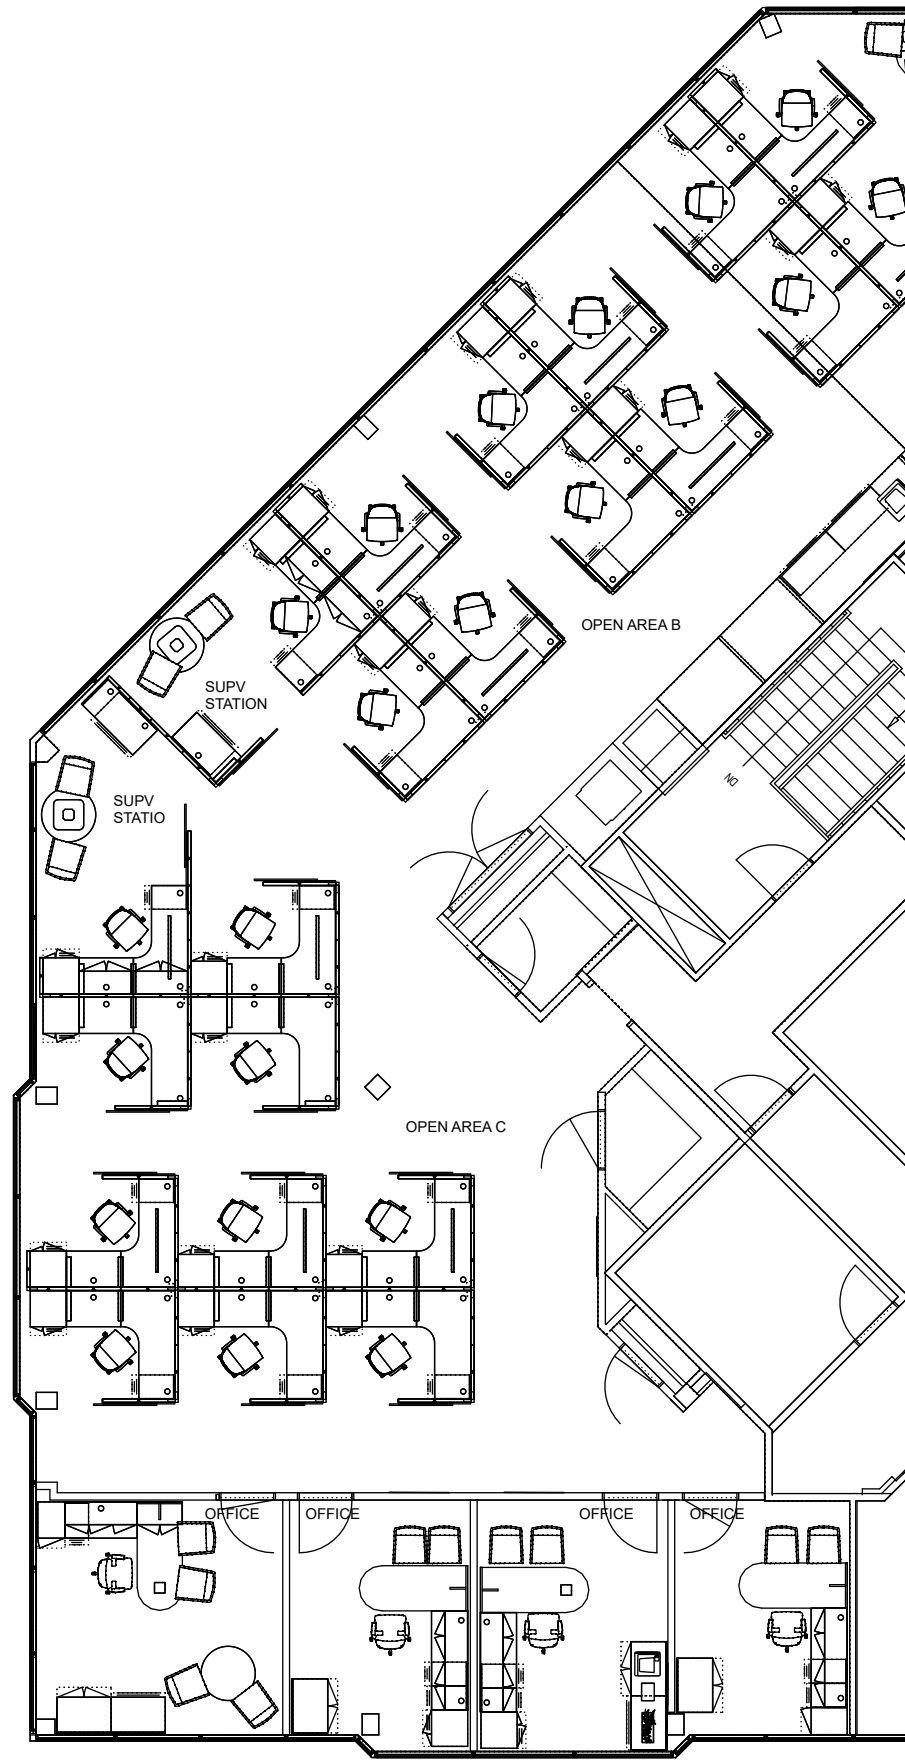 OPEN AREA B
SUPV
STATION
DN
SUPV
STATIO
OPEN AREA C
OFFICE
OFFICE
OFFICE
OFFICE